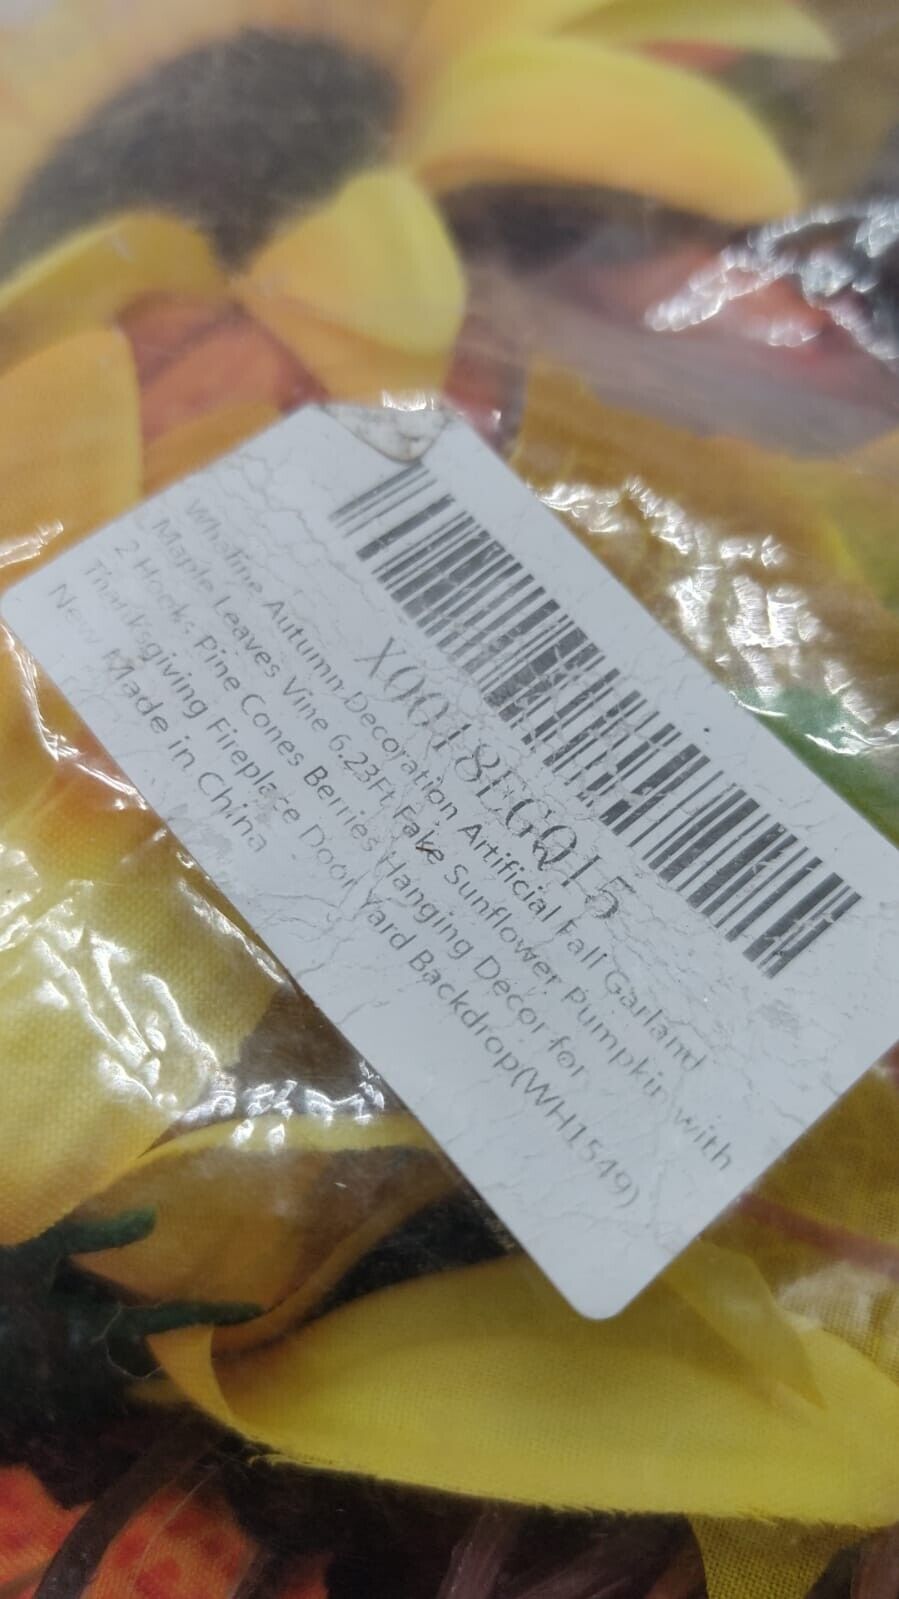 X0018EGQ15
Whaline Autumn Decoration Artificial Fall Garland
Maple Leaves Vine 6.23Ft Fake Sunflower Pumpkin with
2 Hooks Pine Cones Berries Hanging Decor for
Thanksgiving Fireplace Door Yard Backdrop(WH1549)
New
Made in China